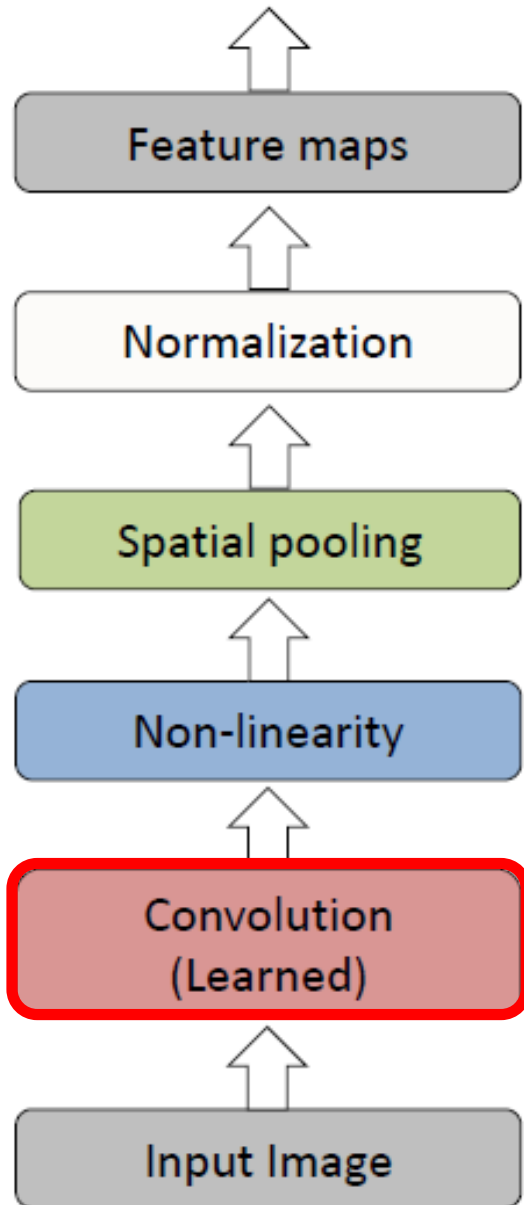 Feature maps
Normalization
Spatial pooling
Non-linearity
Convolution
(Learned)
Input Image